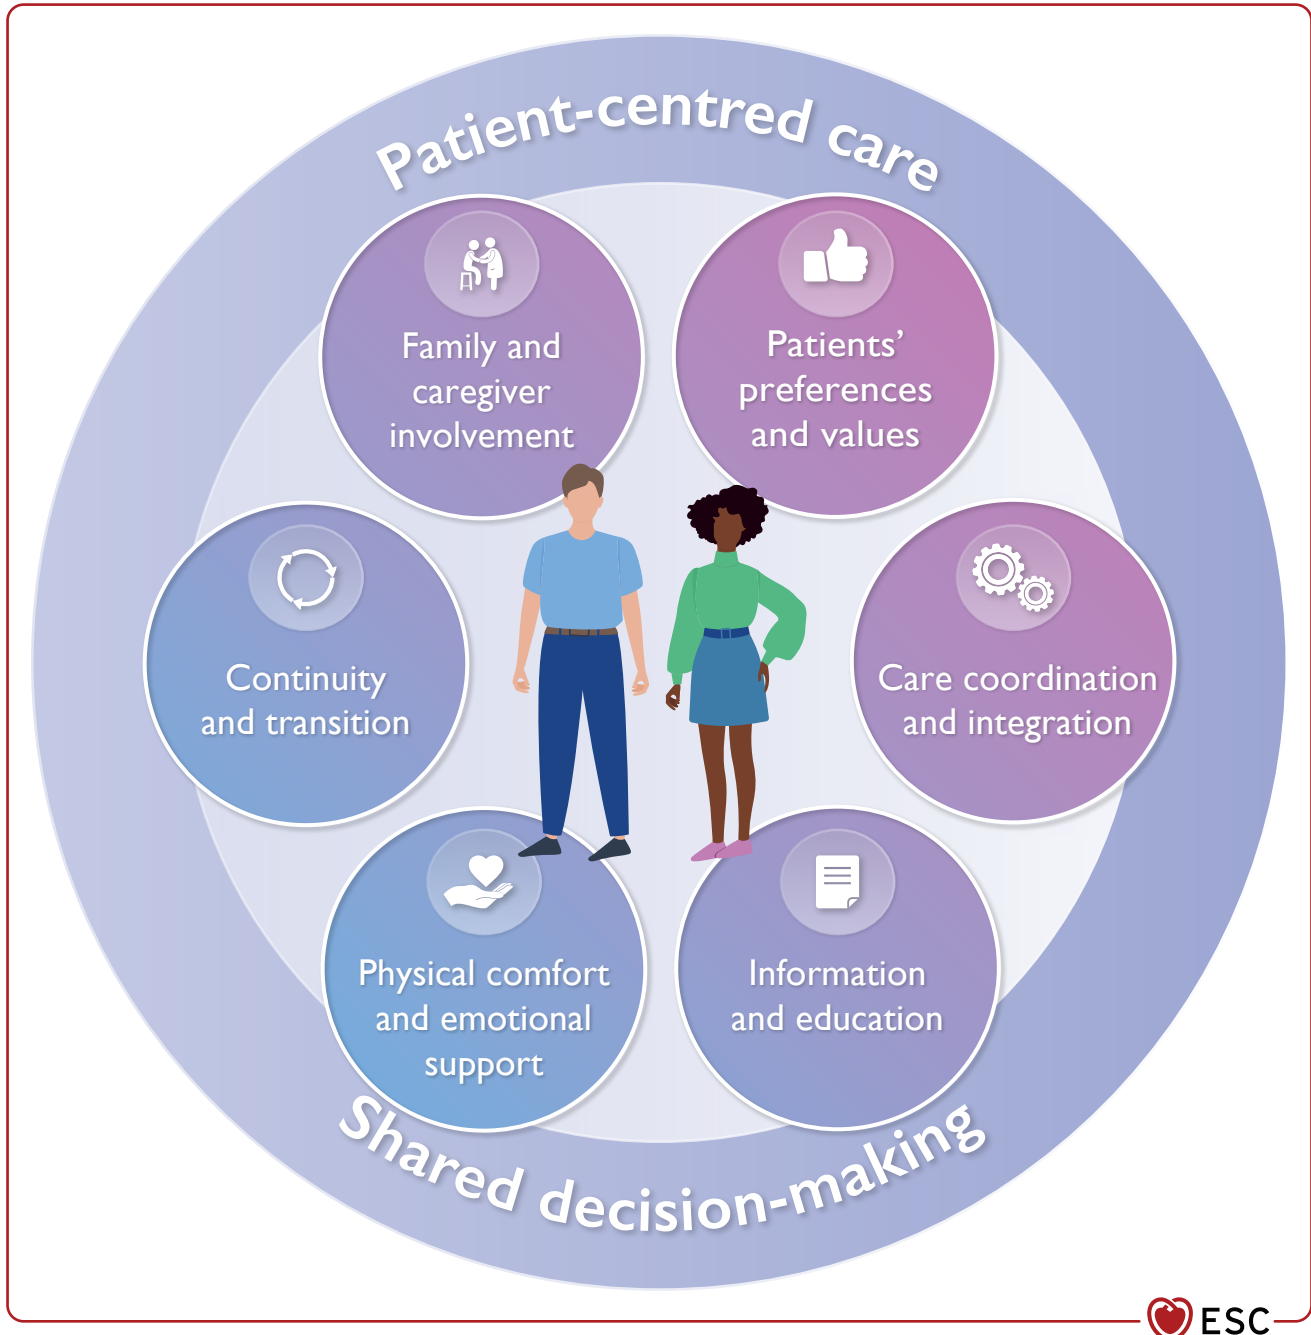 Patient-centred care
Family and
caregiver
involvement
Patients’
preferences
and values
Continuity
and transition
Care coordination
and integration
Physical comfort
and emotional
support
Information
and education
Shared decision-making
ESC